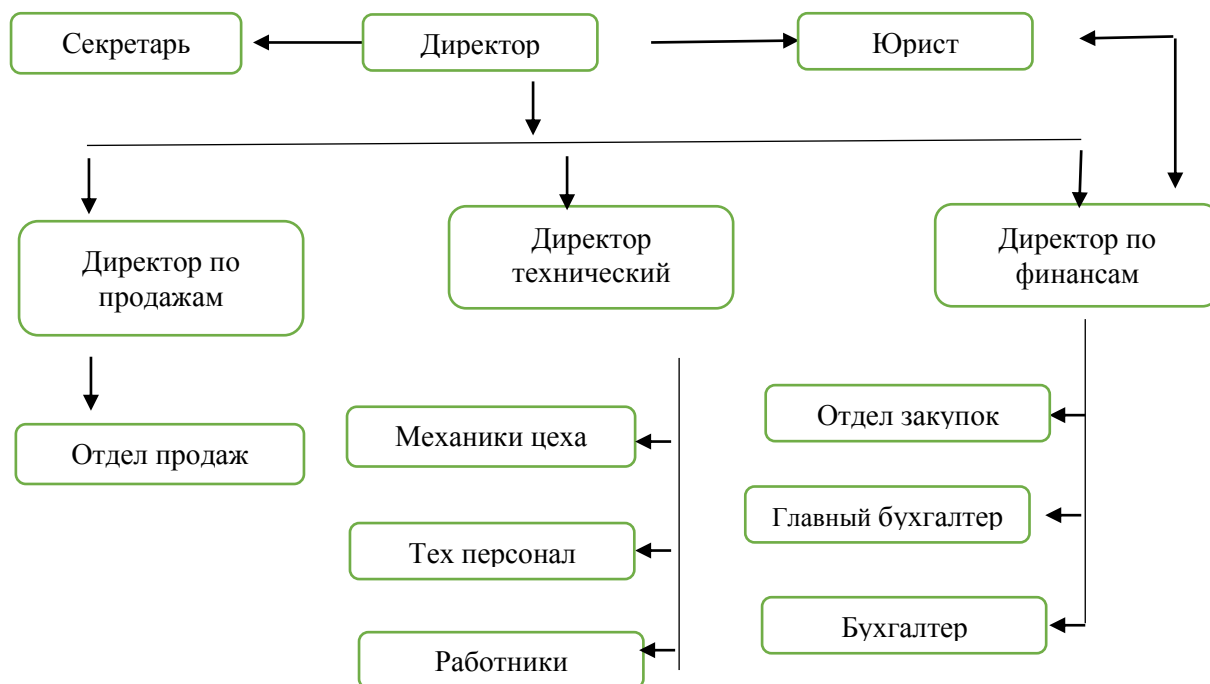 Секретарь
Директор
Юрист
Директор по
продажам
Директор
технический
Директор по
финансам
Отдел продаж
Механики цеха
Тех персонал
Работники
Отдел закупок
Главный бухгалтер
Бухгалтер